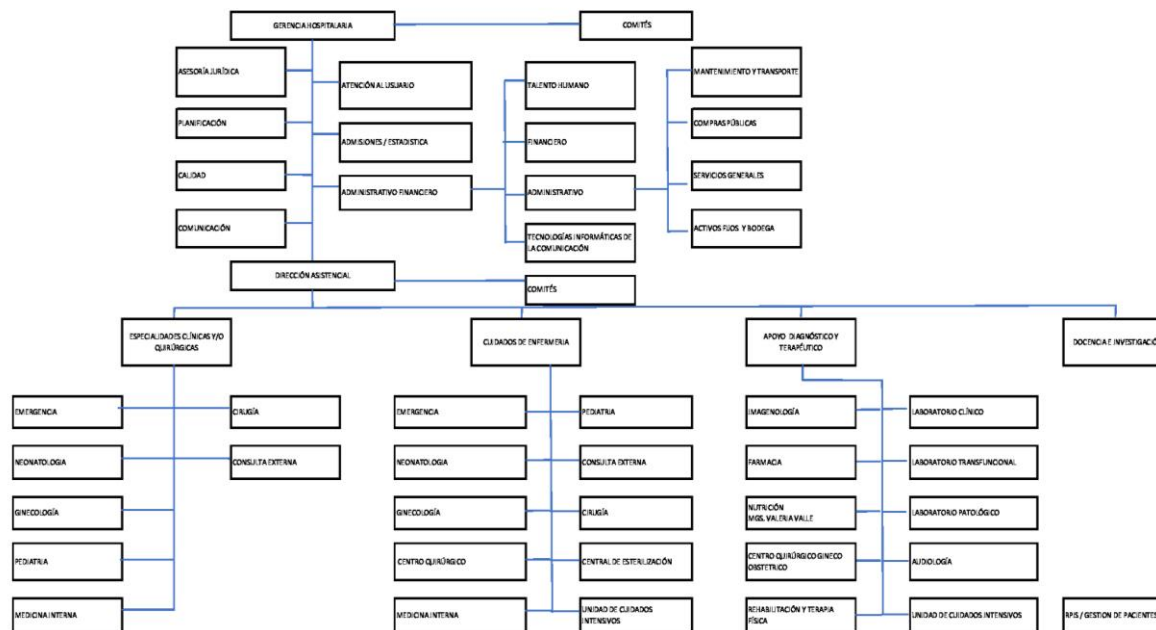 GERENCIA HOSPITALARIA
COMITÉS
ASESORÍA JURÍDICA
ATENCIÓN AL USUARIO
TALENTO HUMANO
MANTENIMIENTO Y TRANSPORTE
PLANIFICACIÓN
ADMISIONES / ESTADISTICA
FINANCIERO
COMPRAS PÚBLICAS
CALIDAD
ADMINISTRATIVO FINANCIERO
ADMINISTRATIVO
SERVICIOS GENERALES
COMUNICACIÓN
TECNOLOGÍAS INFORMÁTICAS DE
LA COMUNICACIÓN
ACTIVOS FIJOS Y BODEGA
DIRECCIÓN ASISTENCIAL
COMITÉS
ESPECIALIDADES CLÍNICAS Y/O
QUIRÚRGICAS
CUIDADOS DE ENFERMERIA
APOYO DIAGNÓSTICO Y
TERAPÉUTICO
DOCENCIA E INVESTIGACIÓ
EMERGENCIA
CIRUGÍA
EMERGENCIA
PEDIATRIA
IMAGENOLOGÍA
LABORATORIO CLÍNICO
NEONATOLOGIA
CONSULTA EXTERNA
NEONATOLOGIA
CONSULTA EXTERNA
FARMACIA
LABORATORIO TRANSFUNCIONAL
GINECOLOGÍA
GINECOLOGÍA
CIRUGÍA
NUTRICIÓN
MGS. VALERIA VALLE
LABORATORIO PATOLÓGICO
PEDIATRIA
CENTRO QUIRÚRGICO
CENTRAL DE ESTERILIZACIÓN
CENTRO QUIRÚRGICO GINECO
OBSTETRICO
AUDIOLOGÍA
MEDICINA INTERNA
MEDICINA INTERNA
UNIDAD DE CUIDADOS
INTENSIVOS
REHABILITACIÓN Y TERAPIA
FÍSICA
UNIDAD DE CUIDADOS INTENSIVOS
RPIS / GESTION DE PACIENTES